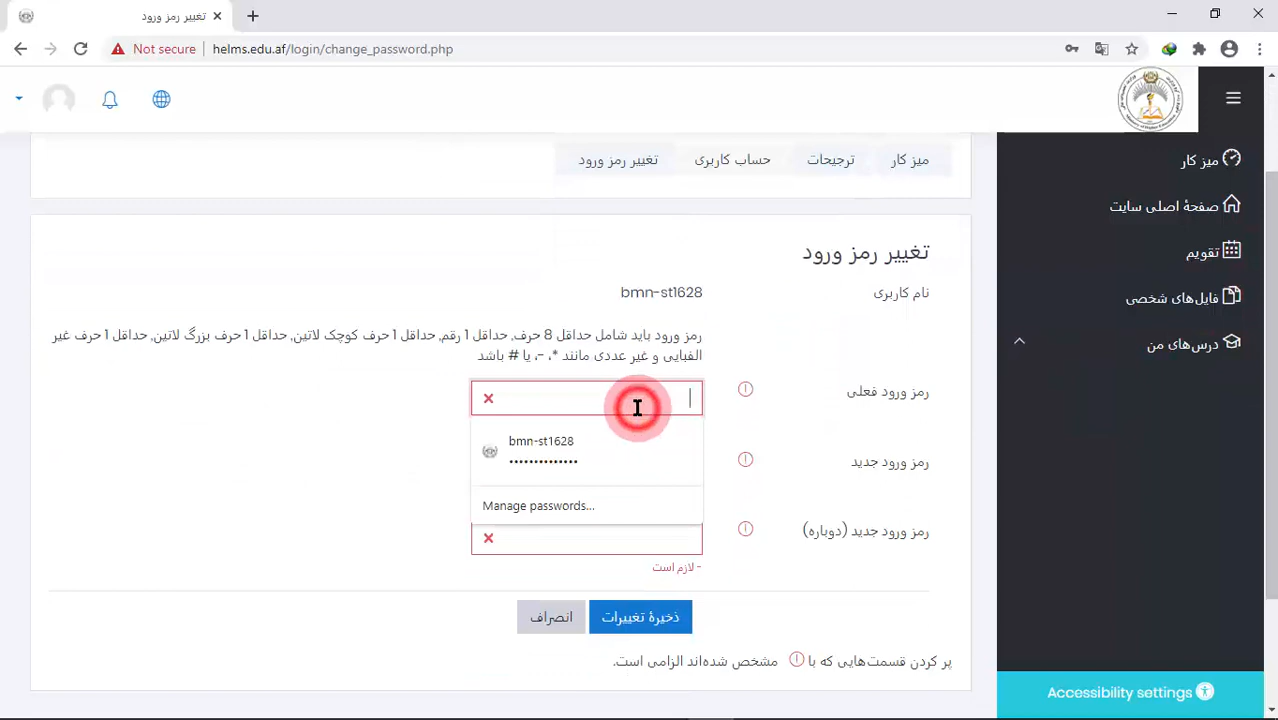 تغییر رمز ورود
Not secure
helms.edu.af/login/change_password.php
میز کار
ترجیحات
حساب کاربری
تغییر رمز ورود
میز کار
صفحهٔ اصلی سایت
تقویم
فایل‌های شخصی
درس‌های من
تغییر رمز ورود
نام کاربری
bmn-st1628
رمز ورود باید شامل حداقل 8 حرف, حداقل 1 رقم, حداقل 1 حرف کوچک لاتین, حداقل 1 حرف بزرگ لاتین, حداقل 1 حرف غیر
الفبایی و غیر عددی مانند *، -، یا # باشد
رمز ورود فعلی
bmn-st1628
••••••••••••••
Manage passwords...
رمز ورود جدید
رمز ورود جدید (دوباره)
- لازم است
ذخیرهٔ تغییرات
انصراف
پر کردن قسمت‌هایی که با مشخص شده‌اند الزامی است.
Accessibility settings